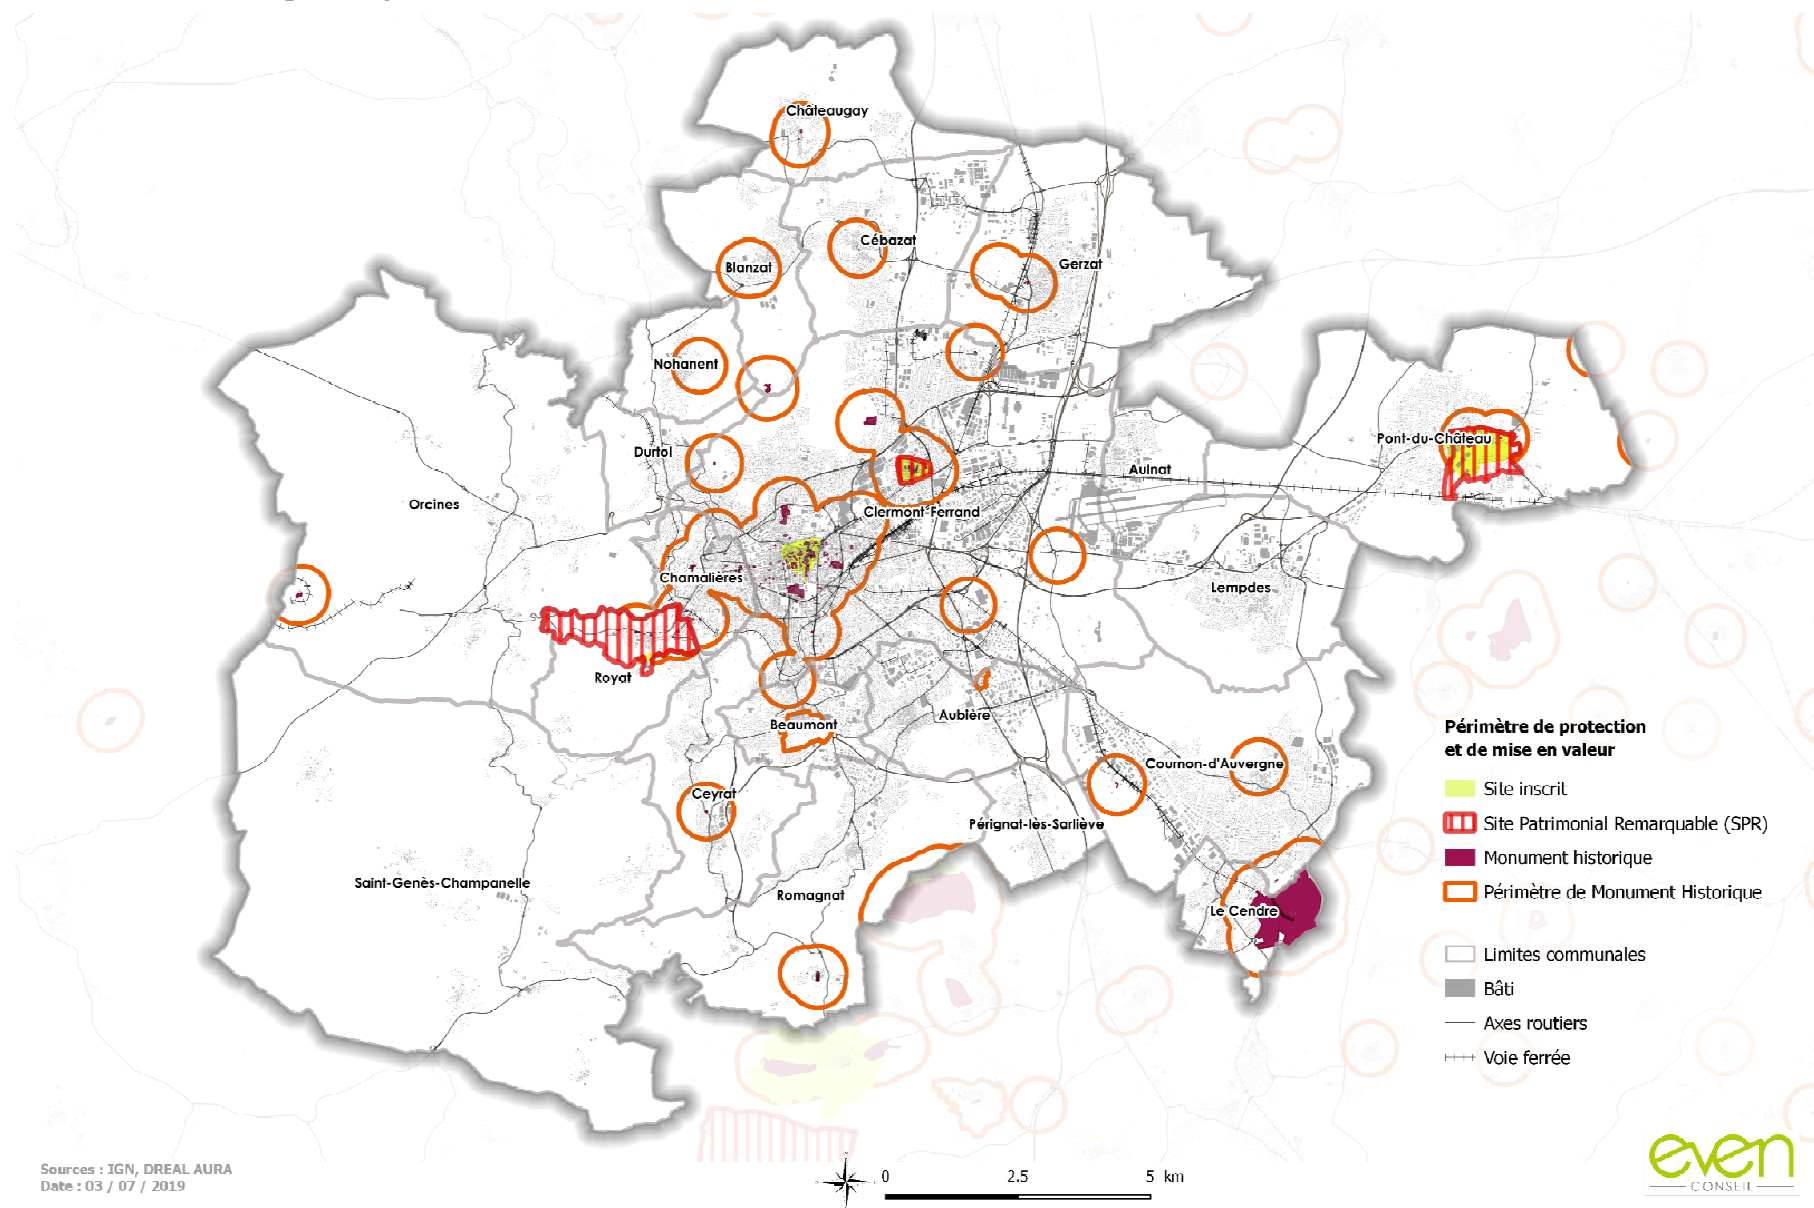 Châteaugay
Cébazat
Blanzat
Gerzat
Nohanent
Pont-du-Château
Durtol
Aulnat
Orcines
Clermont-Ferrand
Chamalières
Lempdes
Royat
Aubière
Beaumont
Périmètre de protection
et de mise en valeur
Cournon-d'Auvergne
Site inscrit
Ceyrat
Pérignat-lès-Sarliève
Site Patrimonial Remarquable (SPR)
Monument historique
Saint-Genès-Champanelle
Romagnat
Périmètre de Monument Historique
Le Cendre
Limites communales
Bâti
Axes routiers
Voie ferrée
Sources : IGN, DREAL AURA
Date : 03 / 07 / 2019
0 2.5 5 km
even
CONSEIL